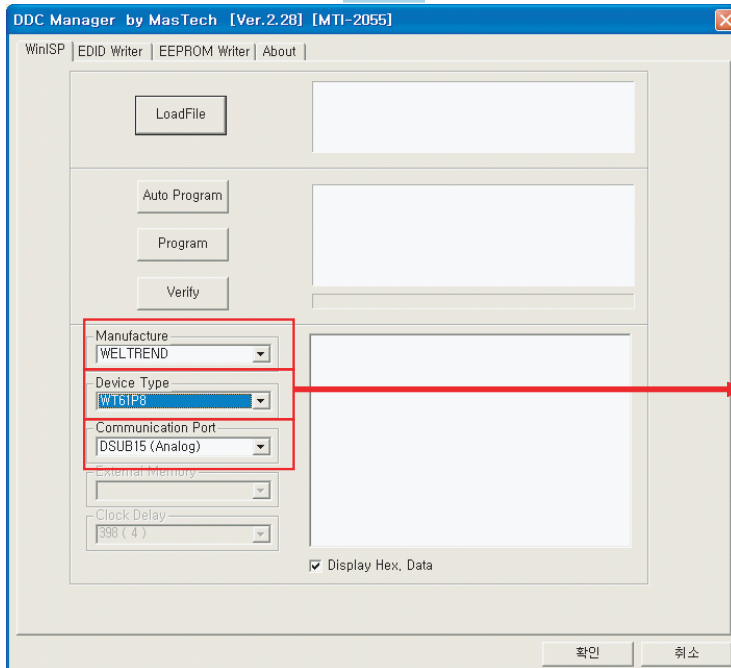 DDC Manager by MasTech [Ver.2.28] [MTI-2055]
WinISP EDID Writer EEPROM Writer About
LoadFile
Auto Program
Program
Verify
Manufacture
WELTREND
Device Type
WT61P8
Communication Port
DSUB15 (Analog)
External Memory
Clock Delay
398 ( 4 )
Display Hex, Data
확인 취소